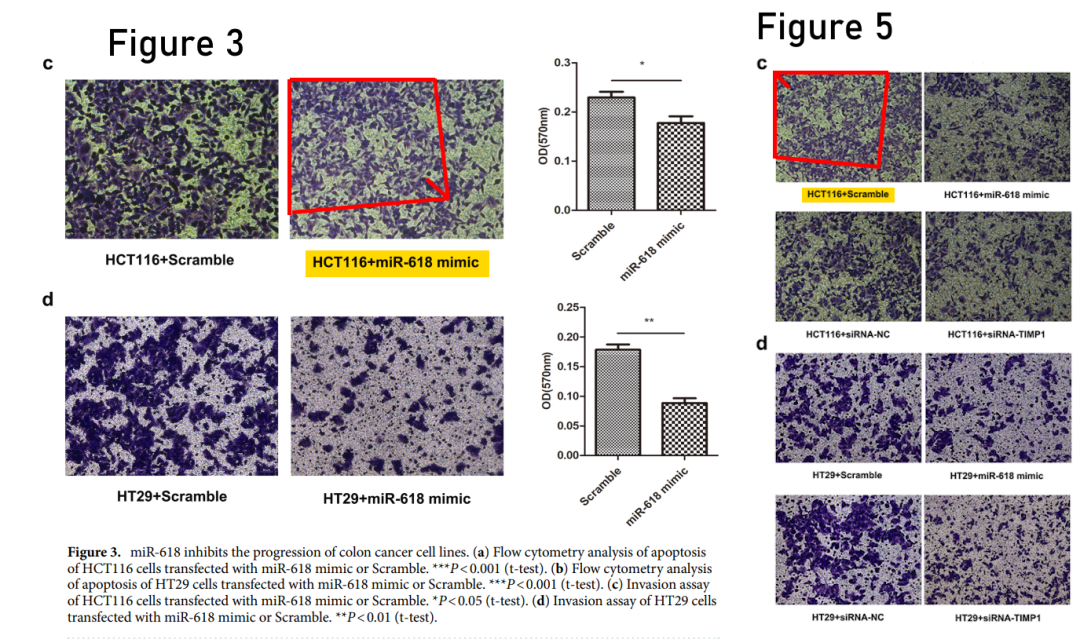 Figure 3
Figure 5
c
HCT116+Scramble
HCT116+miR-618 mimic
0.3
0.2
0.1
0.0
OD(570nm)
*
Scramble
miR-618 mimic
d
HT29+Scramble
HT29+miR-618 mimic
0.25
0.20
0.15
0.10
0.05
0.00
OD(570nm)
**
Scramble
miR-618 mimic
Figure 3. miR-618 inhibits the progression of colon cancer cell lines. (a) Flow cytometry analysis of apoptosis
of HCT116 cells transfected with miR-618 mimic or Scramble. ***P < 0.001 (t-test). (b) Flow cytometry analysis
of apoptosis of HT29 cells transfected with miR-618 mimic or Scramble. ***P < 0.001 (t-test). (c) Invasion assay
of HCT116 cells transfected with miR-618 mimic or Scramble. *P < 0.05 (t-test). (d) Invasion assay of HT29 cells
transfected with miR-618 mimic or Scramble. **P < 0.01 (t-test).
c
HCT116+Scramble
HCT116+miR-618 mimic
HCT116+siRNA-NC
HCT116+siRNA-TIMP1
d
HT29+Scramble
HT29+miR-618 mimic
HT29+siRNA-NC
HT29+siRNA-TIMP1